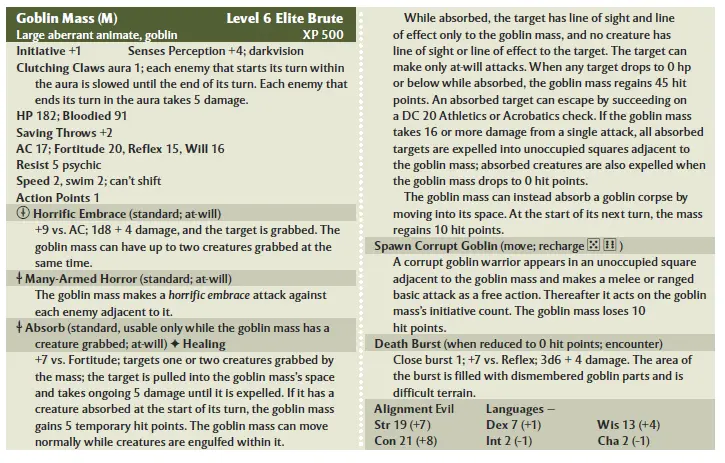 Goblin Mass (M) Level 6 Elite Brute
Large aberrant animate, goblin XP 500
Initiative +1 Senses Perception +4; darkvision
Clutching Claws aura 1; each enemy that starts its turn within
the aura is slowed until the end of its turn. Each enemy that
ends its turn in the aura takes 5 damage.
HP 182; Bloodied 91
Saving Throws +2
AC 17; Fortitude 20, Reflex 15, Will 16
Resist 5 psychic
Speed 2, swim 2; can't shift
Action Points 1
Horrific Embrace (standard; at-will)
+9 vs. AC; 1d8 + 4 damage, and the target is grabbed. The
goblin mass can have up to two creatures grabbed at the
same time.
Many-Armed Horror (standard; at-will)
The goblin mass makes a horrific embrace attack against
each enemy adjacent to it.
Absorb (standard, usable only while the goblin mass has a
creature grabbed; at-will) ✦ Healing
+7 vs. Fortitude; targets one or two creatures grabbed by
the mass; the target is pulled into the goblin mass's space
and takes ongoing 5 damage until it is expelled. If it has a
creature absorbed at the start of its turn, the goblin mass
gains 5 temporary hit points. The goblin mass can move
normally while creatures are engulfed within it.
While absorbed, the target has line of sight and line
of effect only to the goblin mass, and no creature has
line of sight or line of effect to the target. The target can
make only at-will attacks. When any target drops to 0 hp
or below while absorbed, the goblin mass regains 45 hit
points. An absorbed target can escape by succeeding on
a DC 20 Athletics or Acrobatics check. If the goblin mass
takes 16 or more damage from a single attack, all absorbed
targets are expelled into unoccupied squares adjacent to
the goblin mass; absorbed creatures are also expelled when
the goblin mass drops to 0 hit points.
The goblin mass can instead absorb a goblin corpse by
moving into its space. At the start of its next turn, the mass
regains 10 hit points.
Spawn Corrupt Goblin (move; recharge ⚄ ⚅ )
A corrupt goblin warrior appears in an unoccupied square
adjacent to the goblin mass and makes a melee or ranged
basic attack as a free action. Thereafter it acts on the goblin
mass's initiative count. The goblin mass loses 10
hit points.
Death Burst (when reduced to 0 hit points; encounter)
Close burst 1; +7 vs. Reflex; 3d6 + 4 damage. The area of
the burst is filled with dismembered goblin parts and is
difficult terrain.
Alignment Evil Languages –
Str 19 (+7) Dex 7 (+1) Wis 13 (+4)
Con 21 (+8) Int 2 (-1) Cha 2 (-1)